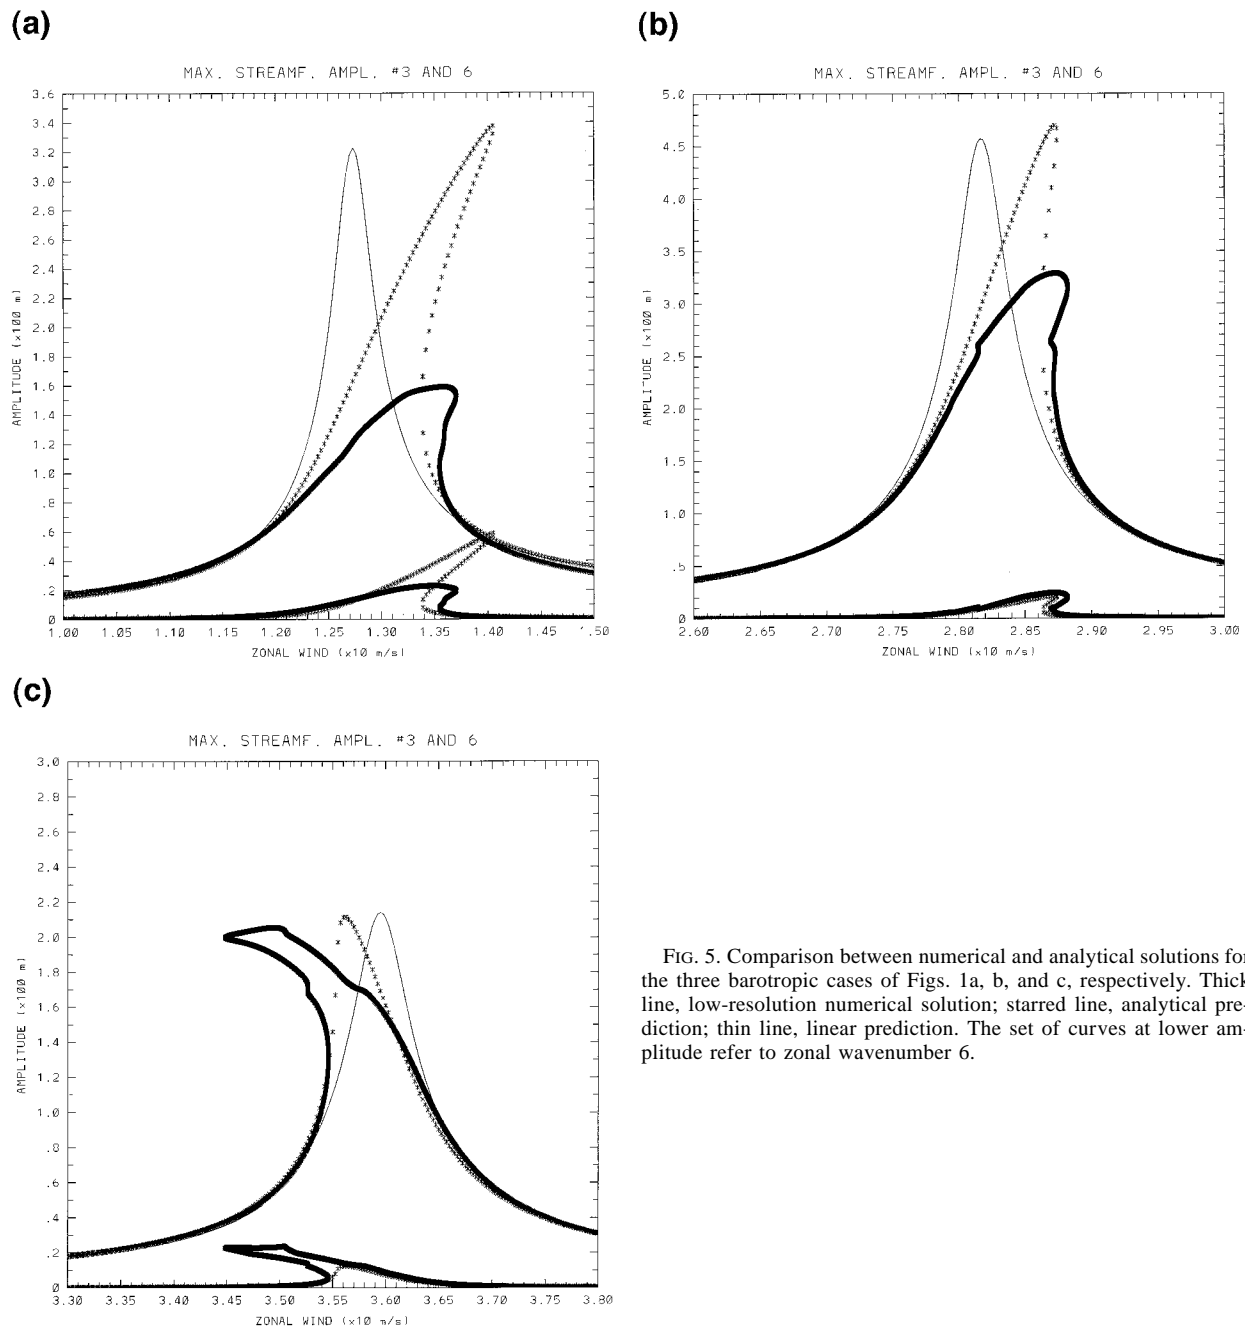 (a)
MAX. STREAMF. AMPL. #3 AND 6
3.6
3.4
3.2
3.0
2.8
2.6
2.4
2.2
2.0
1.8
1.6
1.4
1.2
1.0
.8
.6
.4
.2
0
AMPLITUDE (x100 m)
1.00 1.05 1.10 1.15 1.20 1.25 1.30 1.35 1.40 1.45 1.50
ZONAL WIND (x10 m/s)
(b)
MAX. STREAMF. AMPL. #3 AND 6
5.0
4.5
4.0
3.5
3.0
2.5
2.0
1.5
1.0
.5
0
AMPLITUDE (x100 m)
2.60 2.65 2.70 2.75 2.80 2.85 2.90 2.95 3.00
ZONAL WIND (x10 m/s)
(c)
MAX. STREAMF. AMPL. #3 AND 6
3.0
2.8
2.6
2.4
2.2
2.0
1.8
1.6
1.4
1.2
1.0
.8
.6
.4
.2
0
AMPLITUDE (x100 m)
3.30 3.35 3.40 3.45 3.50 3.55 3.60 3.65 3.70 3.75 3.80
ZONAL WIND (x10 m/s)
FIG. 5. Comparison between numerical and analytical solutions for
the three barotropic cases of Figs. 1a, b, and c, respectively. Thick
line, low-resolution numerical solution; starred line, analytical pre-
diction; thin line, linear prediction. The set of curves at lower am-
plitude refer to zonal wavenumber 6.